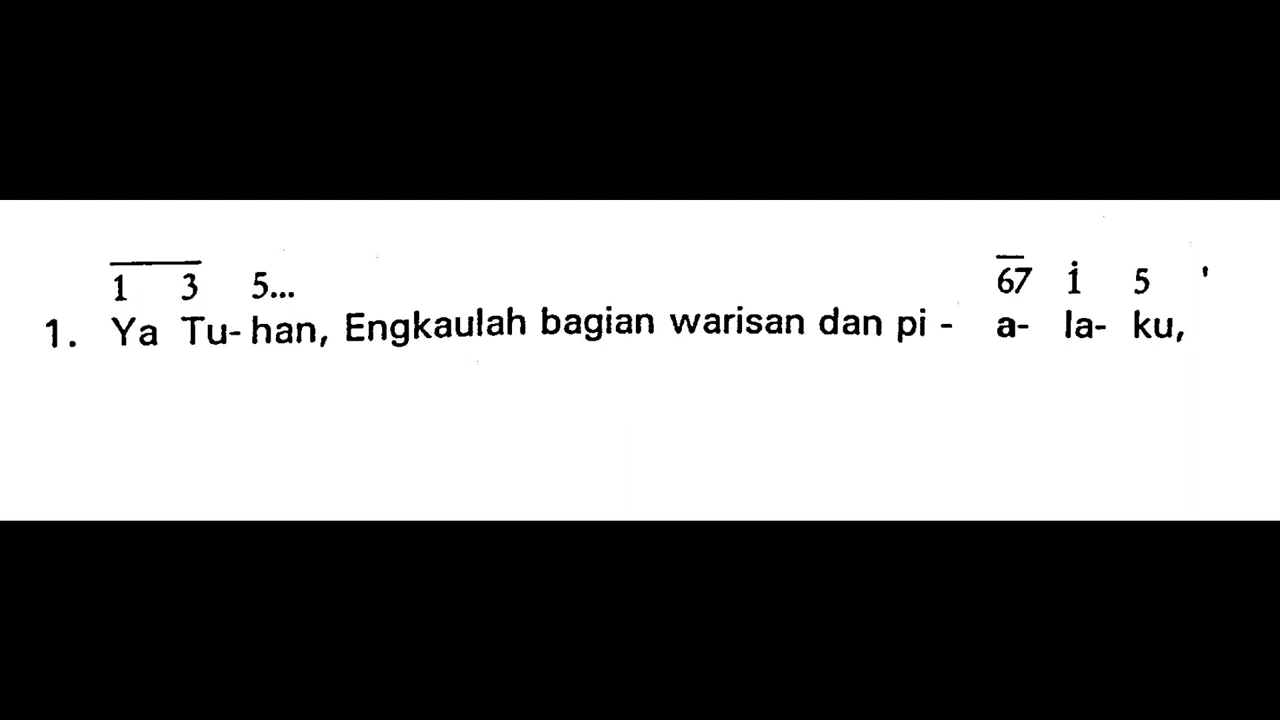 1 3 5... 67 i 5 '
1. Ya Tu- han, Engkaulah bagian warisan dan pi - a- la- ku,